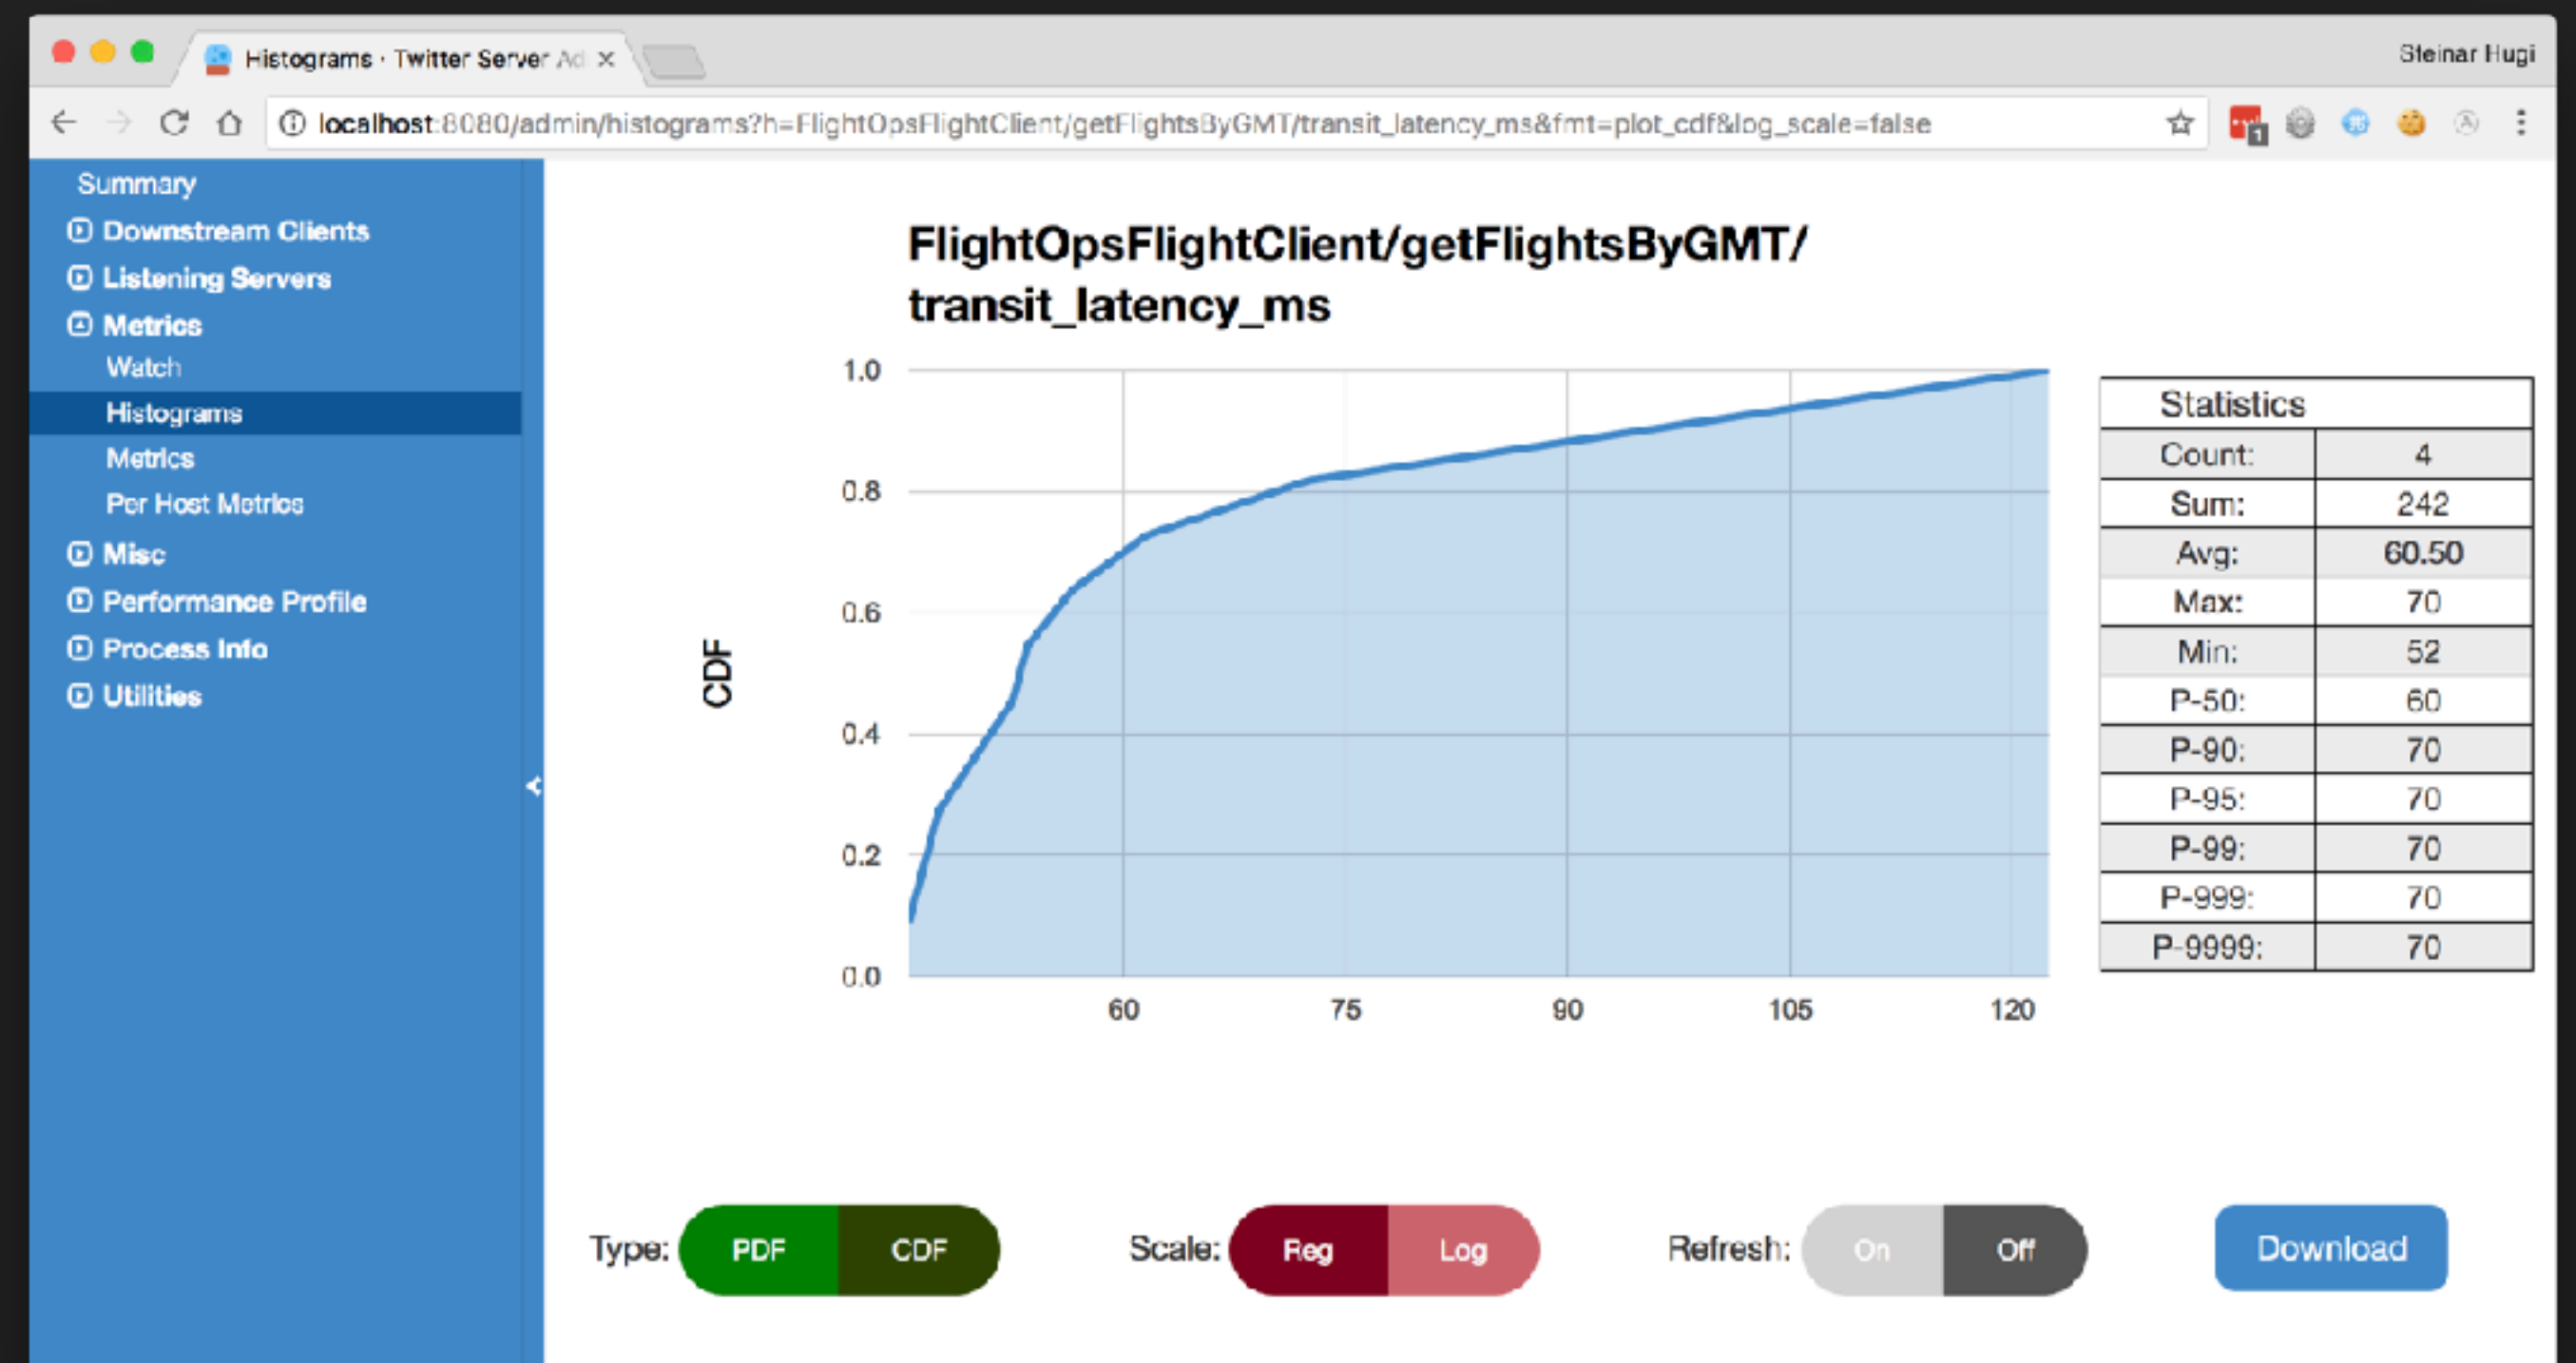 Histograms · Twitter Server Ad
Steinar Hugi
localhost:8080/admin/histograms?h=FlightOpsFlightClient/getFlightsByGMT/transit_latency_ms&fmt=plot_cdf&log_scale=false
1
Summary
Downstream Clients
Listening Servers
Metrics
Watch
Histograms
Metrics
Per Host Metrics
Misc
Performance Profile
Process Info
Utilities
FlightOpsFlightClient/getFlightsByGMT/
transit_latency_ms
CDF
1.0
0.8
0.6
0.4
0.2
0.0
60 75 90 105 120
Statistics
Count: 4
Sum: 242
Avg: 60.50
Max: 70
Min: 52
P-50: 60
P-90: 70
P-95: 70
P-99: 70
P-999: 70
P-9999: 70
Type: PDF CDF Scale: Reg Log Refresh: On Off Download